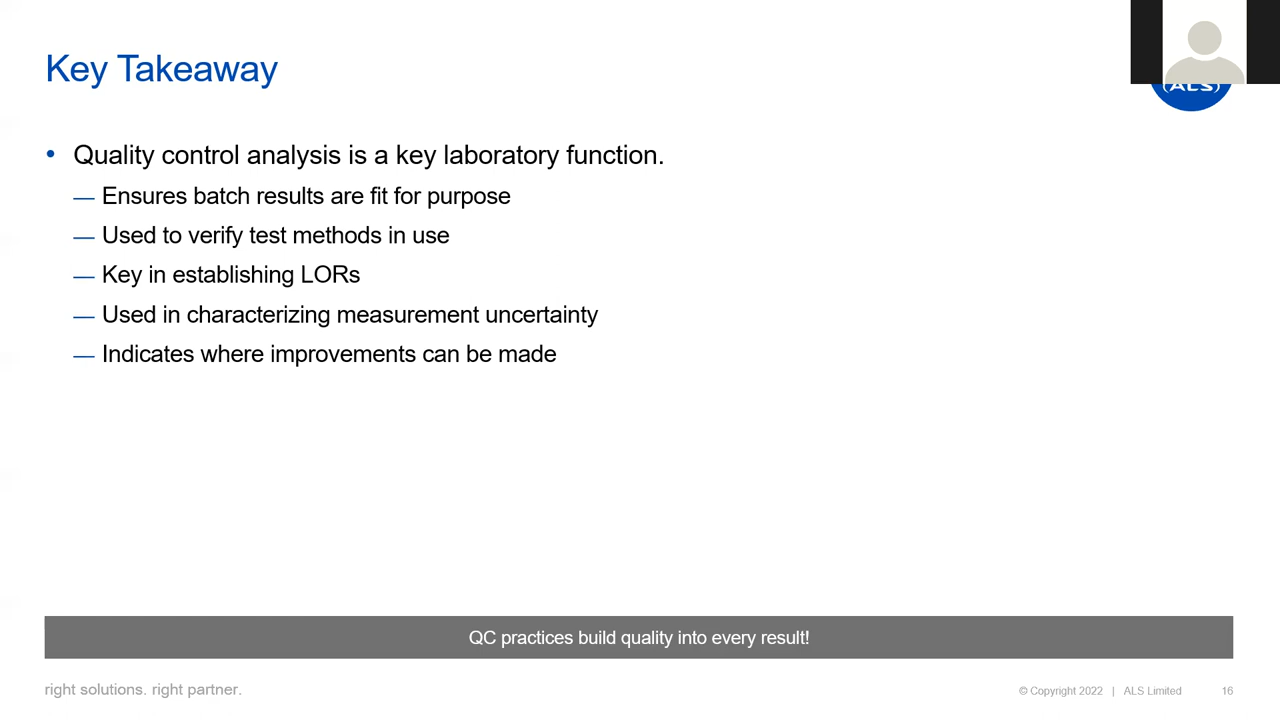 Key Takeaway
(ALS)
• Quality control analysis is a key laboratory function.
— Ensures batch results are fit for purpose
— Used to verify test methods in use
— Key in establishing LORs
— Used in characterizing measurement uncertainty
— Indicates where improvements can be made
QC practices build quality into every result!
right solutions. right partner.
© Copyright 2022 | ALS Limited 16